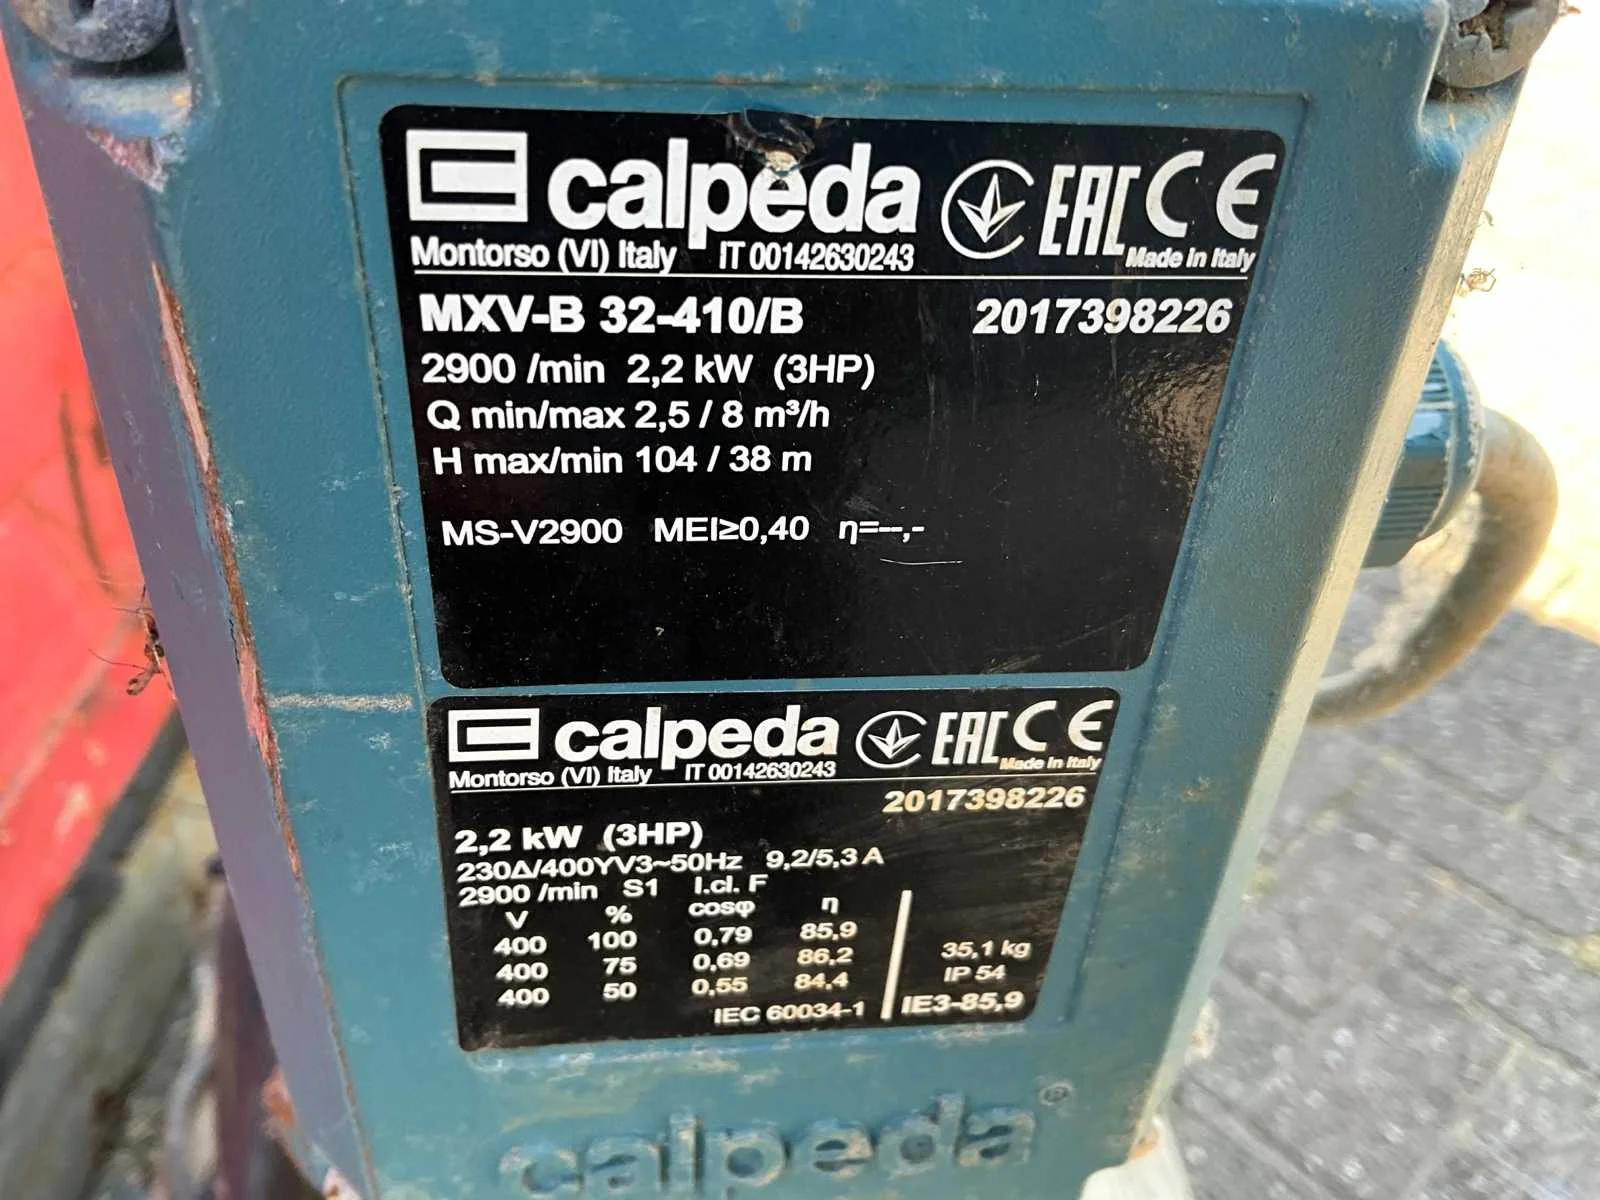 calpeda EAC CE
Montorso (VI) Italy IT 00142630243 Made in Italy
MXV-B 32-410/B 2017398226
2900 /min 2,2 kW (3HP)
Q min/max 2,5 / 8 m³/h
H max/min 104 / 38 m
MS-V2900 MEI≥0,40 η=--,-
calpeda EAC CE
Montorso (VI) Italy IT 00142630243 Made in Italy
2017398226
2,2 kW (3HP)
230Δ/400YV3~50Hz 9,2/5,3 A
2900 /min S1 I.cl. F
V % cosφ η
400 100 0,79 85,9
400 75 0,69 86,2
400 50 0,55 84,4
35,1 kg
IP 54
IEC 60034-1 IE3-85,9
calpeda®